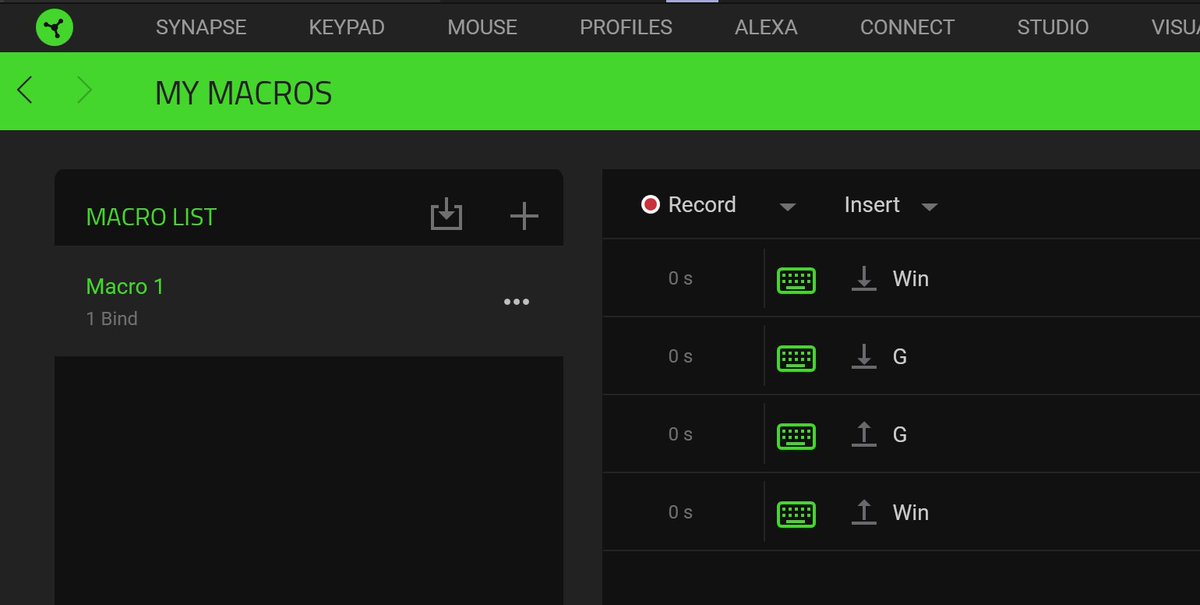 SYNAPSE KEYPAD MOUSE PROFILES ALEXA CONNECT STUDIO
MY MACROS
MACRO LIST
Macro 1
1 Bind
Record Insert
0 s Win
0 s G
0 s G
0 s Win